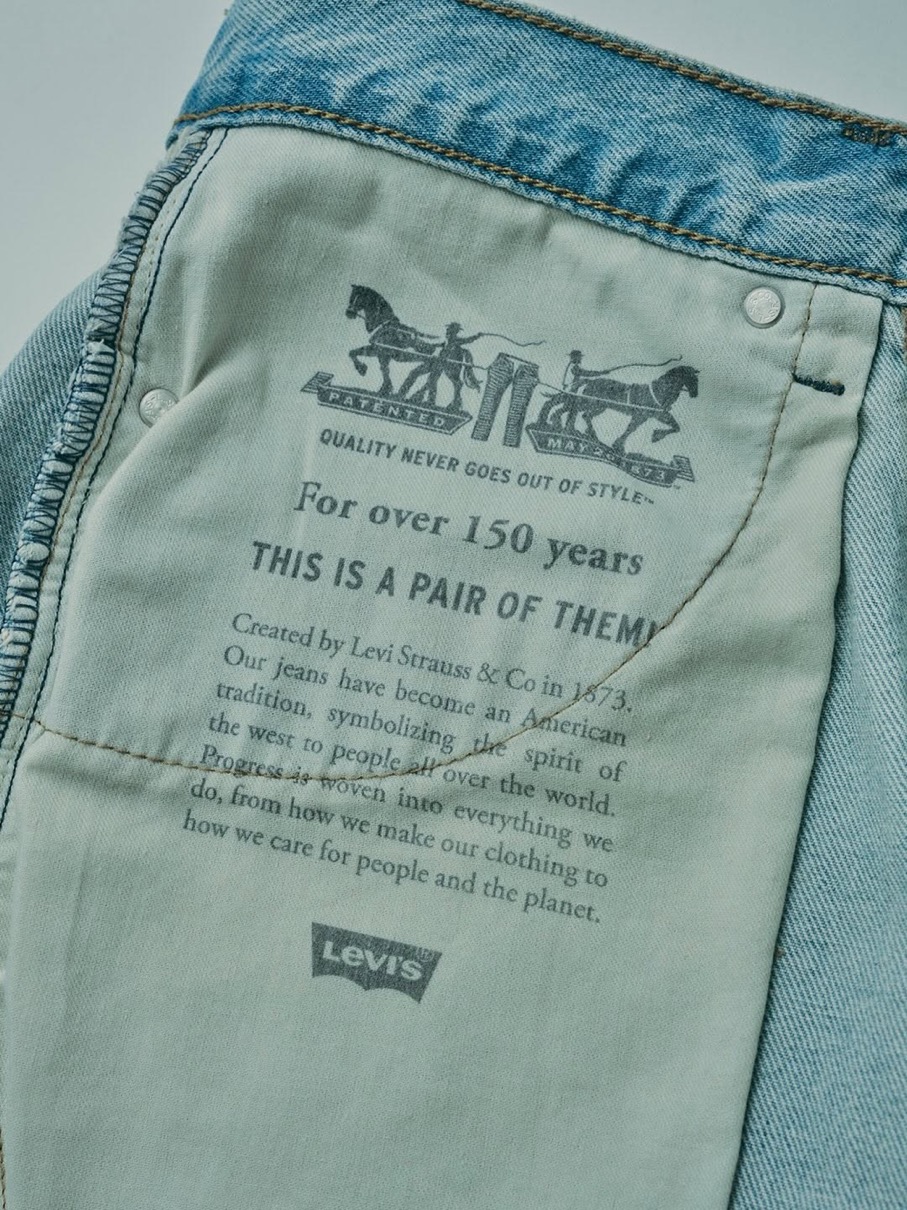 PATENTED
MAY 20 1873
QUALITY NEVER GOES OUT OF STYLE™
For over 150 years
THIS IS A PAIR OF THEM!
Created by Levi Strauss & Co in 1873.
Our jeans have become an American
tradition, symbolizing the spirit of
the west to people all over the world.
Progress is woven into everything we
do, from how we make our clothing to
how we care for people and the planet.
Levi's